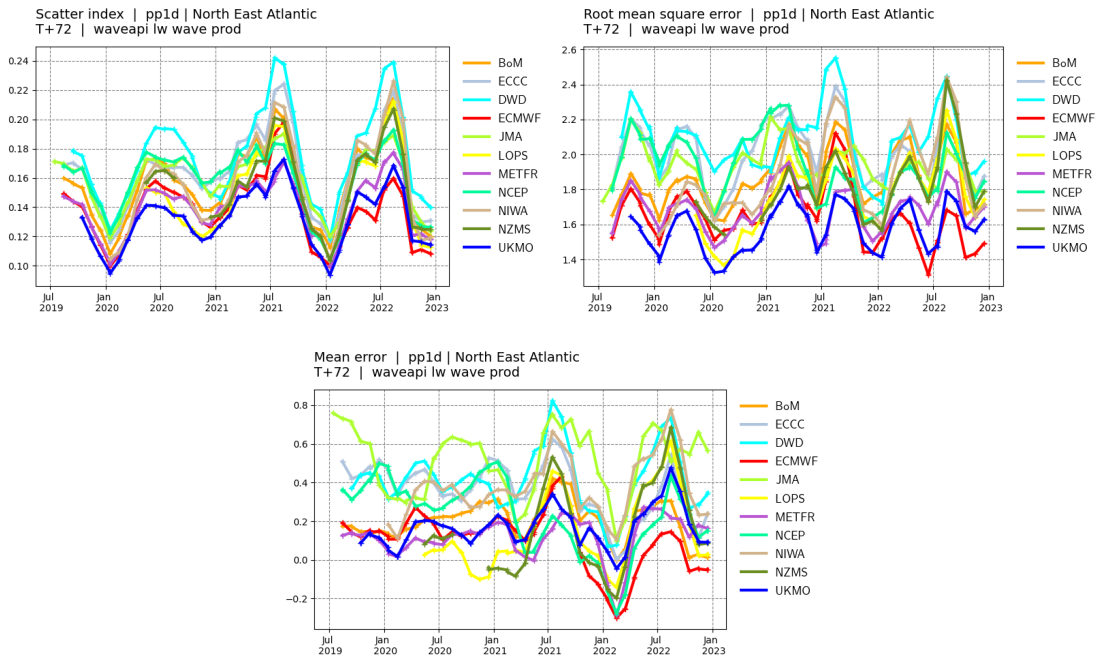 Scatter index | pp1d | North East Atlantic
T+72 | waveapi lw wave prod
0.24
0.22
0.20
0.18
0.16
0.14
0.12
0.10
Jul 2019
Jan 2020
Jul 2020
Jan 2021
Jul 2021
Jan 2022
Jul 2022
Jan 2023
BoM
ECCC
DWD
ECMWF
JMA
LOPS
METFR
NCEP
NIWA
NZMS
UKMO
Root mean square error | pp1d | North East Atlantic
T+72 | waveapi lw wave prod
2.6
2.4
2.2
2.0
1.8
1.6
1.4
Jul 2019
Jan 2020
Jul 2020
Jan 2021
Jul 2021
Jan 2022
Jul 2022
Jan 2023
BoM
ECCC
DWD
ECMWF
JMA
LOPS
METFR
NCEP
NIWA
NZMS
UKMO
Mean error | pp1d | North East Atlantic
T+72 | waveapi lw wave prod
0.8
0.6
0.4
0.2
0.0
−0.2
Jul 2019
Jan 2020
Jul 2020
Jan 2021
Jul 2021
Jan 2022
Jul 2022
Jan 2023
BoM
ECCC
DWD
ECMWF
JMA
LOPS
METFR
NCEP
NIWA
NZMS
UKMO